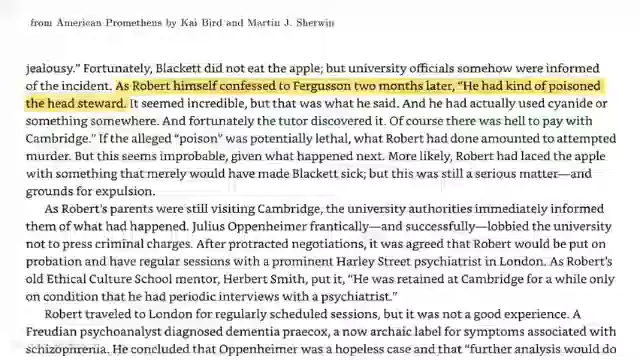 from American Prometheus by Kai Bird and Martin J. Sherwin
jealousy." Fortunately, Blackett did not eat the apple; but university officials somehow were informed
of the incident. As Robert himself confessed to Fergusson two months later, "He had kind of poisoned
the head steward. It seemed incredible, but that was what he said. And he had actually used cyanide or
something somewhere. And fortunately the tutor discovered it. Of course there was hell to pay with
Cambridge." If the alleged "poison" was potentially lethal, what Robert had done amounted to attempted
murder. But this seems improbable, given what happened next. More likely, Robert had laced the apple
with something that merely would have made Blackett sick; but this was still a serious matter—and
grounds for expulsion.
As Robert's parents were still visiting Cambridge, the university authorities immediately informed
them of what had happened. Julius Oppenheimer frantically—and successfully—lobbied the university
not to press criminal charges. After protracted negotiations, it was agreed that Robert would be put on
probation and have regular sessions with a prominent Harley Street psychiatrist in London. As Robert's
old Ethical Culture School mentor, Herbert Smith, put it, "He was retained at Cambridge for a while only
on condition that he had periodic interviews with a psychiatrist."
Robert traveled to London for regularly scheduled sessions, but it was not a good experience. A
Freudian psychoanalyst diagnosed dementia praecox, a now archaic label for symptoms associated with
schizophrenia. He concluded that Oppenheimer was a hopeless case and that "further analysis would do